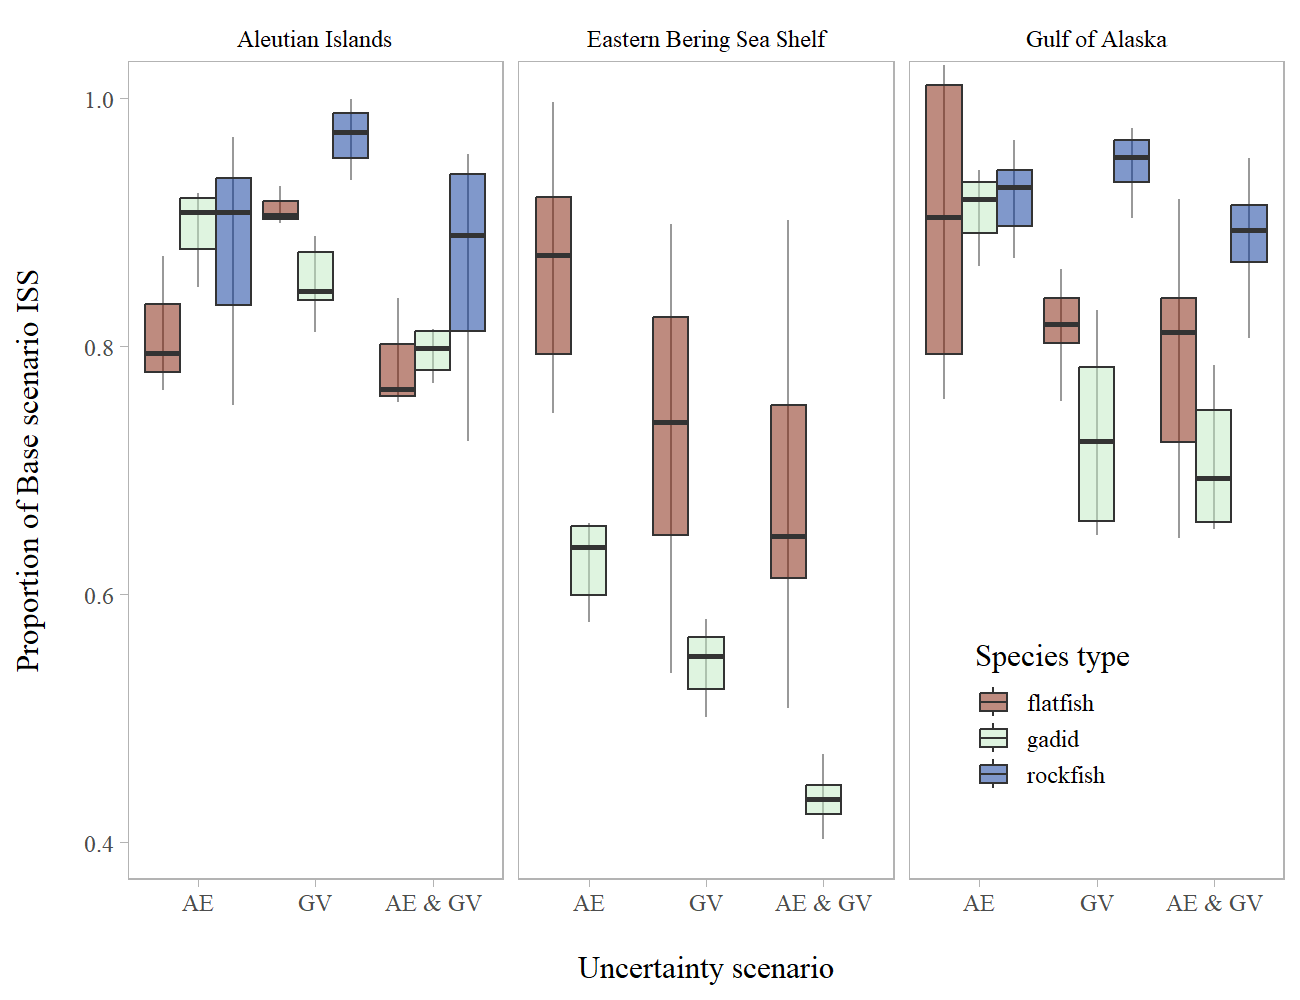 Aleutian Islands
Eastern Bering Sea Shelf
Gulf of Alaska
Proportion of Base scenario ISS
1.0
0.8
0.6
0.4
Species type
flatfish
gadid
rockfish
AE
GV
AE & GV
AE
GV
AE & GV
AE
GV
AE & GV
Uncertainty scenario